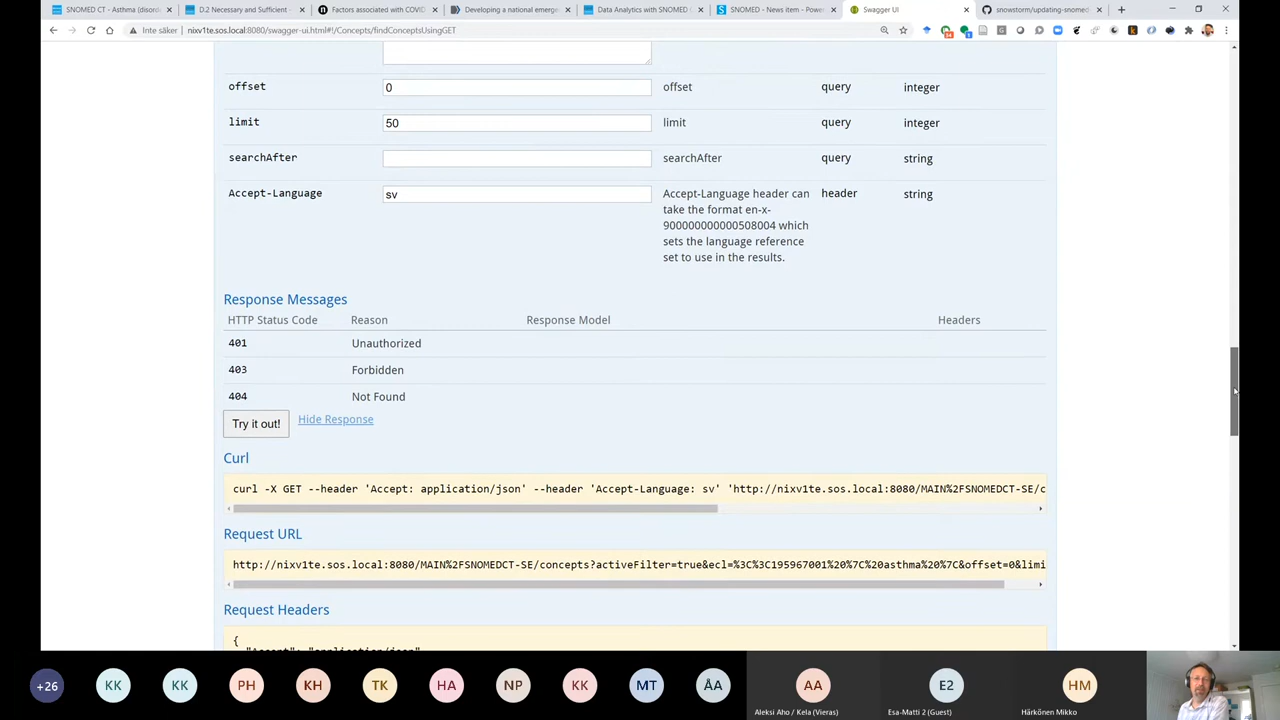 SNOMED CT - Asthma (disord
D.2 Necessary and Sufficient -
Factors associated with COVID
Developing a national emerge
Data Analytics with SNOMED
SNOMED - News item - Power
Swagger UI
snowstorm/updating-snomed
Inte säker
nixv1te.sos.local:8080/swagger-ui.html#!/Concepts/findConceptsUsingGET
offset 0 offset query integer
limit 50 limit query integer
searchAfter searchAfter query string
Accept-Language sv Accept-Language header can header string
take the format en-x-
900000000000508004 which
sets the language reference
set to use in the results.
Response Messages
HTTP Status Code Reason Response Model Headers
401 Unauthorized
403 Forbidden
404 Not Found
Try it out! Hide Response
Curl
curl -X GET --header 'Accept: application/json' --header 'Accept-Language: sv' 'http://nixv1te.sos.local:8080/MAIN%2FSNOMEDCT-SE/c
Request URL
http://nixv1te.sos.local:8080/MAIN%2FSNOMEDCT-SE/concepts?activeFilter=true&ecl=%3C%3C195967001%20%7C%20asthma%20%7C&offset=0&limi
Request Headers
{
"Accept": "application/json"
+26 KK KK PH KH TK HA NP KK MT ÅA AA E2 HM
Aleksi Aho / Kela (Vieras) Esa-Matti 2 (Guest) Härkönen Mikko